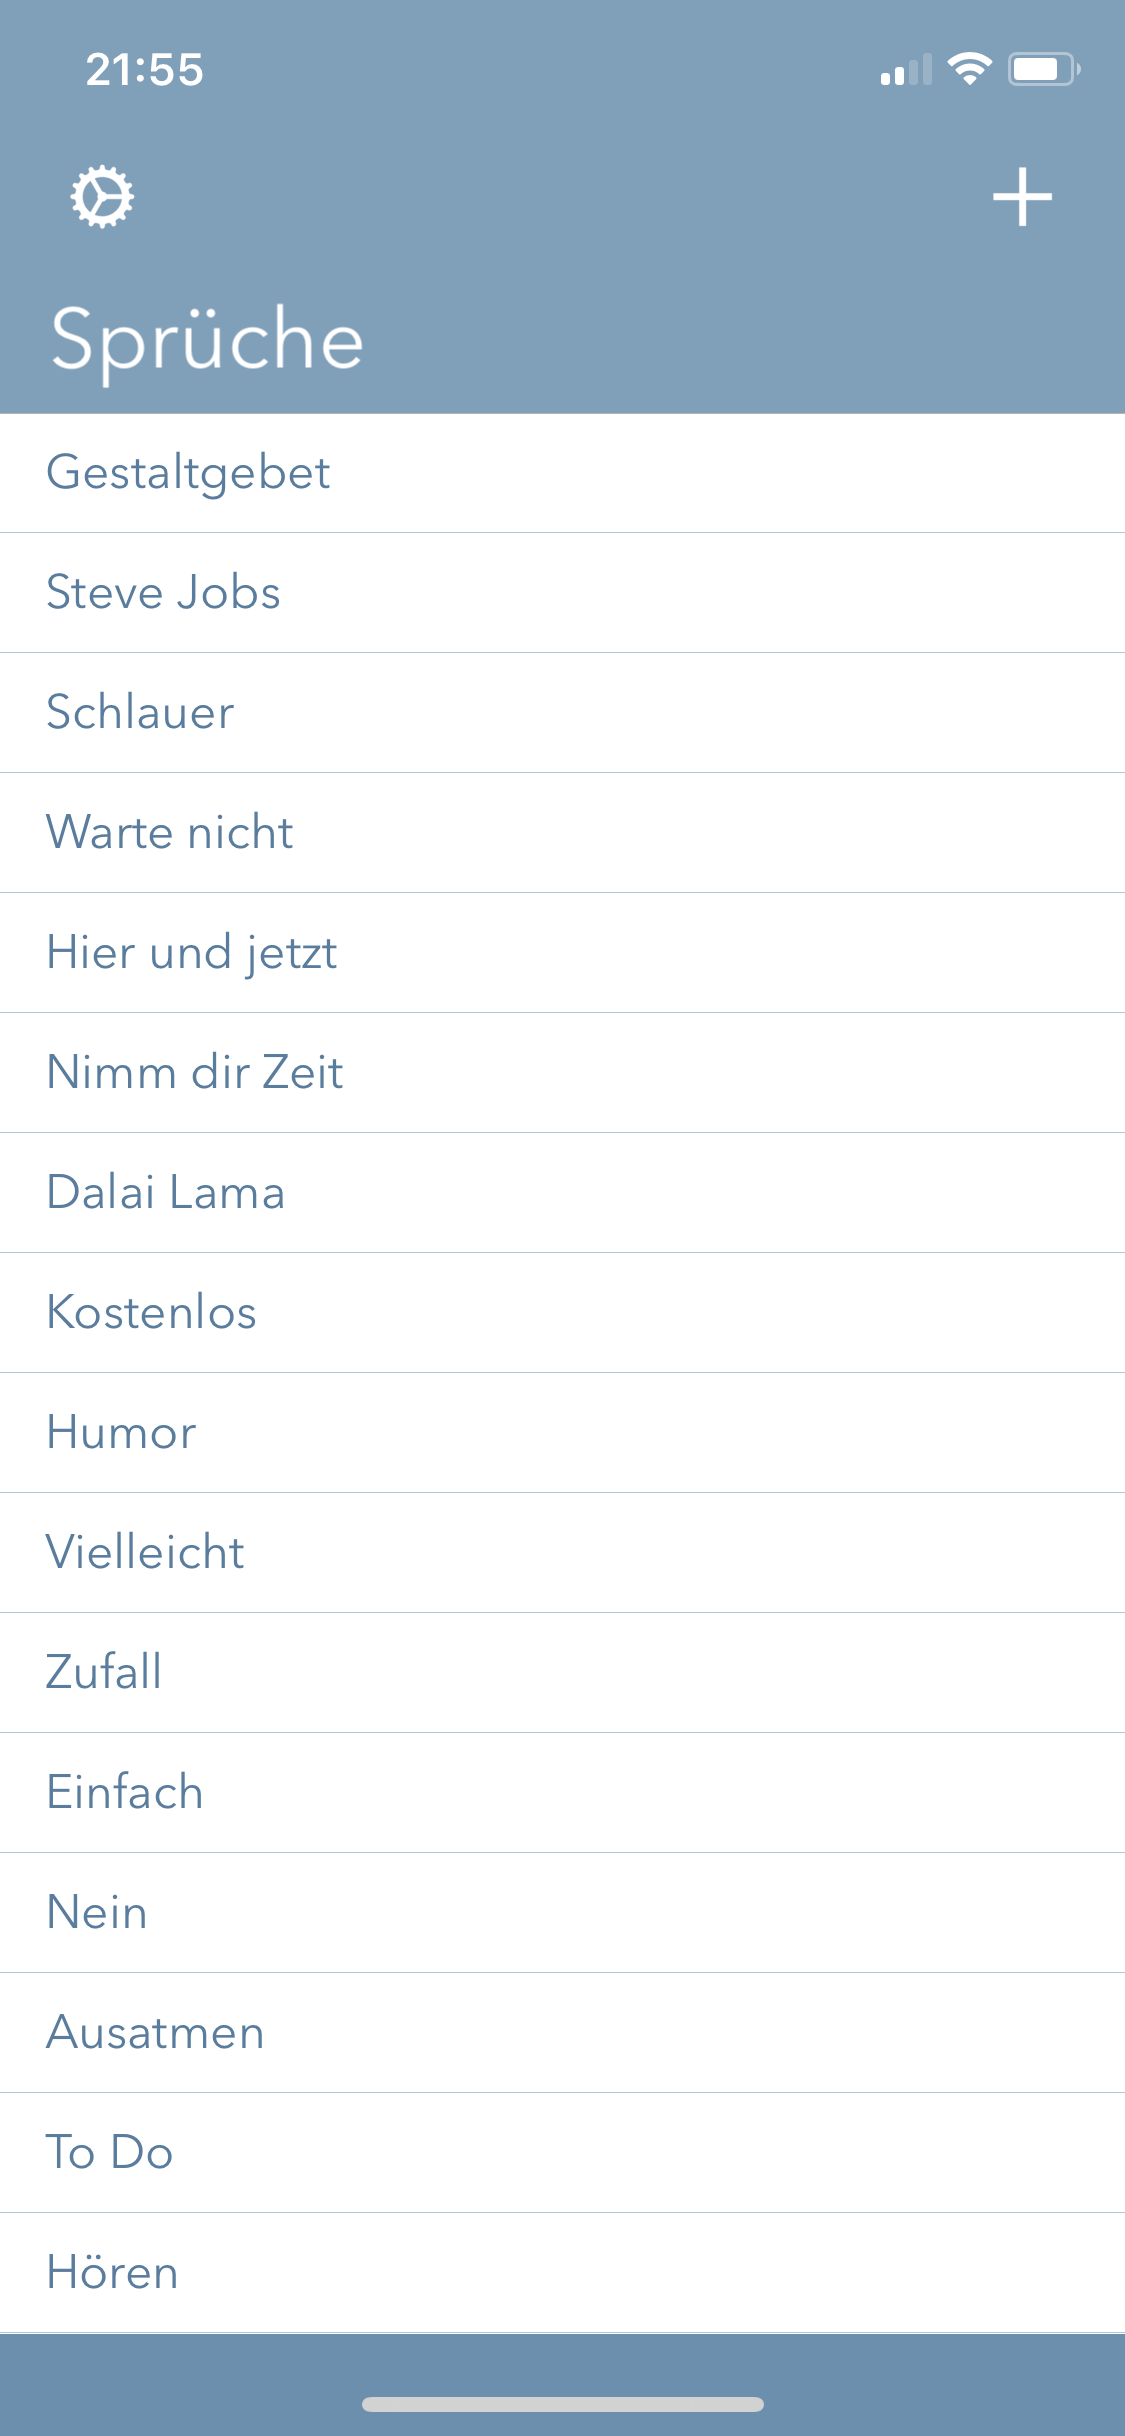 21:55
Sprüche
Gestaltgebet
Steve Jobs
Schlauer
Warte nicht
Hier und jetzt
Nimm dir Zeit
Dalai Lama
Kostenlos
Humor
Vielleicht
Zufall
Einfach
Nein
Ausatmen
To Do
Hören